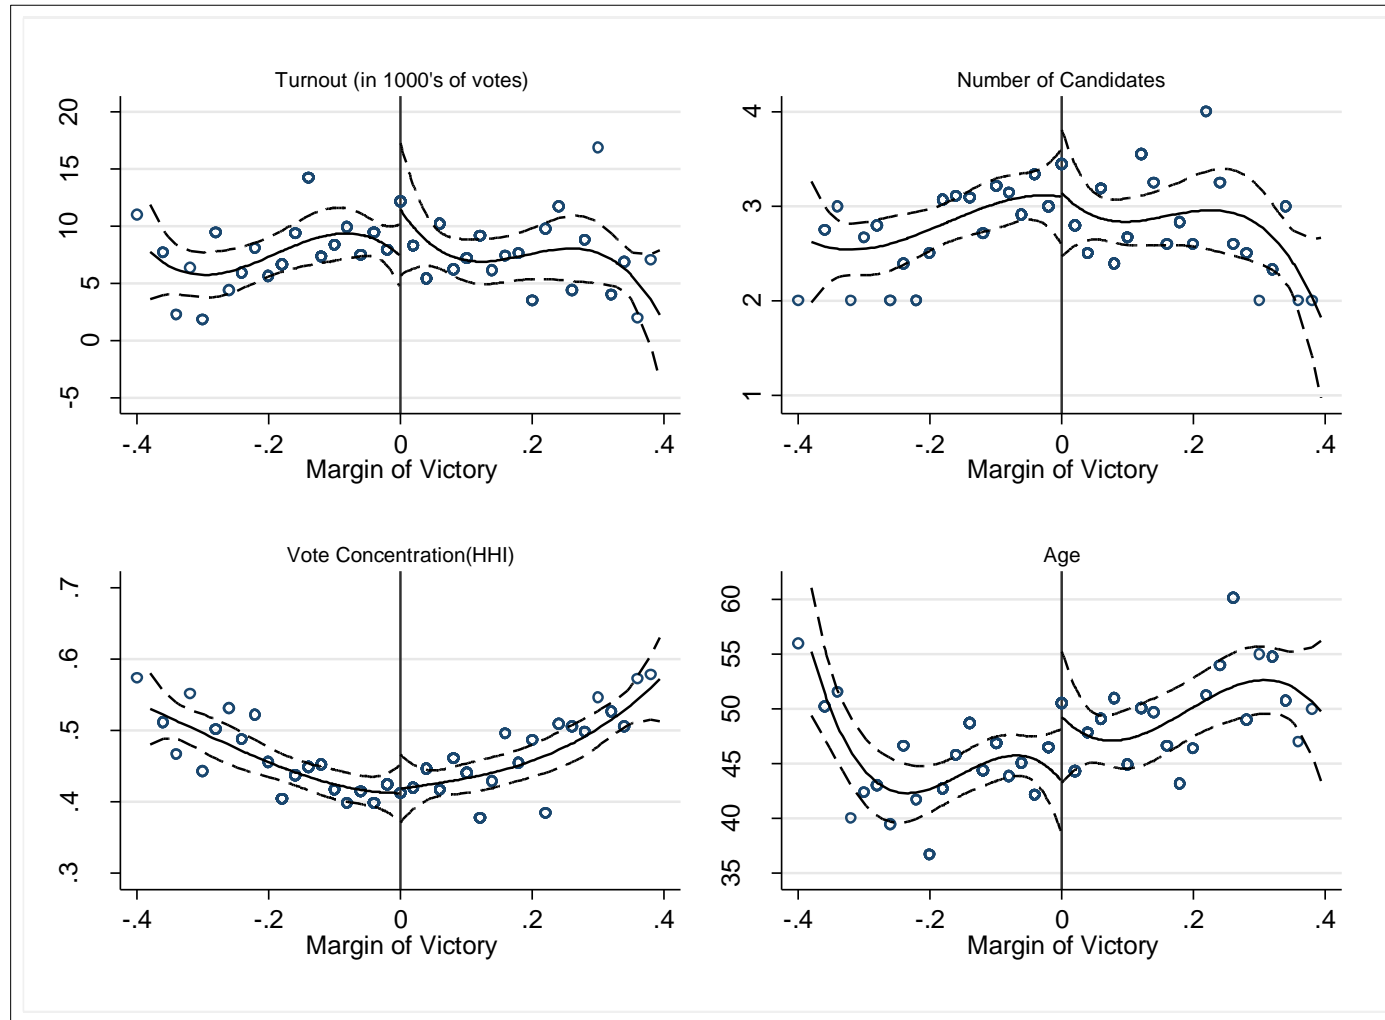 Turnout (in 1000's of votes)
20
15
10
5
0
-5
-.4 -.2 0 .2 .4
Margin of Victory
Number of Candidates
4
3
2
1
-.4 -.2 0 .2 .4
Margin of Victory
Vote Concentration(HHI)
.7
.6
.5
.4
.3
-.4 -.2 0 .2 .4
Margin of Victory
Age
60
55
50
45
40
35
-.4 -.2 0 .2 .4
Margin of Victory